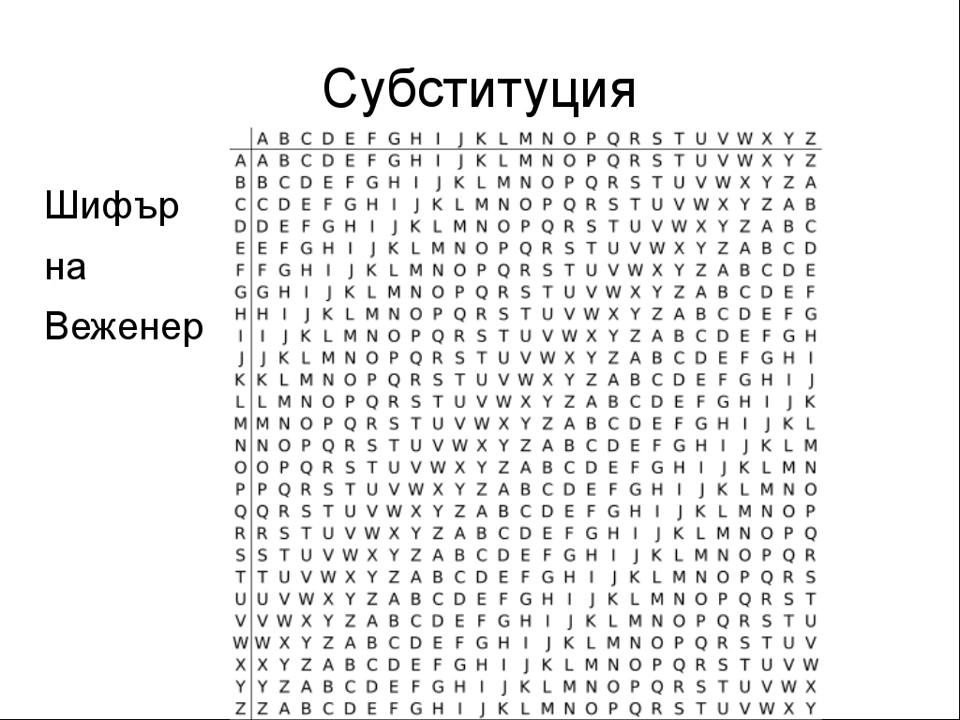 Субституция
Шифър
на
Веженер
A B C D E F G H I J K L M N O P Q R S T U V W X Y Z
A A B C D E F G H I J K L M N O P Q R S T U V W X Y Z
B B C D E F G H I J K L M N O P Q R S T U V W X Y Z A
C C D E F G H I J K L M N O P Q R S T U V W X Y Z A B
D D E F G H I J K L M N O P Q R S T U V W X Y Z A B C
E E F G H I J K L M N O P Q R S T U V W X Y Z A B C D
F F G H I J K L M N O P Q R S T U V W X Y Z A B C D E
G G H I J K L M N O P Q R S T U V W X Y Z A B C D E F
H H I J K L M N O P Q R S T U V W X Y Z A B C D E F G
I I J K L M N O P Q R S T U V W X Y Z A B C D E F G H
J J K L M N O P Q R S T U V W X Y Z A B C D E F G H I
K K L M N O P Q R S T U V W X Y Z A B C D E F G H I J
L L M N O P Q R S T U V W X Y Z A B C D E F G H I J K
M M N O P Q R S T U V W X Y Z A B C D E F G H I J K L
N N O P Q R S T U V W X Y Z A B C D E F G H I J K L M
O O P Q R S T U V W X Y Z A B C D E F G H I J K L M N
P P Q R S T U V W X Y Z A B C D E F G H I J K L M N O
Q Q R S T U V W X Y Z A B C D E F G H I J K L M N O P
R R S T U V W X Y Z A B C D E F G H I J K L M N O P Q
S S T U V W X Y Z A B C D E F G H I J K L M N O P Q R
T T U V W X Y Z A B C D E F G H I J K L M N O P Q R S
U U V W X Y Z A B C D E F G H I J K L M N O P Q R S T
V V W X Y Z A B C D E F G H I J K L M N O P Q R S T U
W W X Y Z A B C D E F G H I J K L M N O P Q R S T U V
X X Y Z A B C D E F G H I J K L M N O P Q R S T U V W
Y Y Z A B C D E F G H I J K L M N O P Q R S T U V W X
Z Z A B C D E F G H I J K L M N O P Q R S T U V W X Y